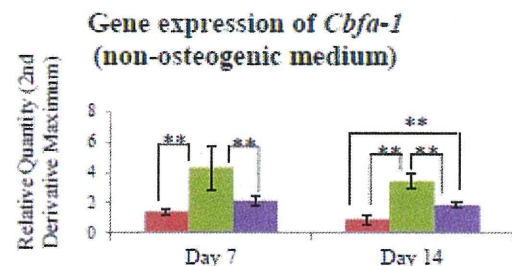 Gene expression of Cbfa-1
(non-osteogenic medium)
Relative Quantity (2nd
Derivative Maximum)
8
6
4
2
0
**
**
**
**
**
Day 7
Day 14